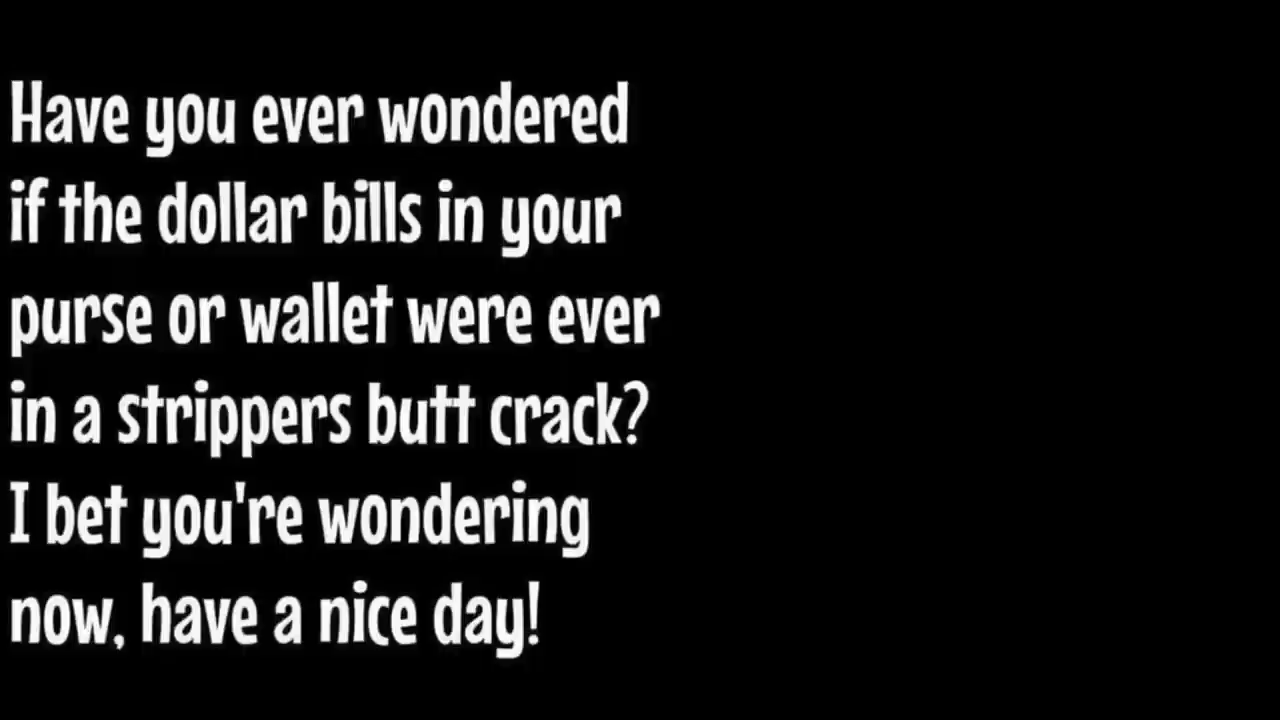 Have you ever wondered
if the dollar bills in your
purse or wallet were ever
in a strippers butt crack?
I bet you're wondering
now, have a nice day!